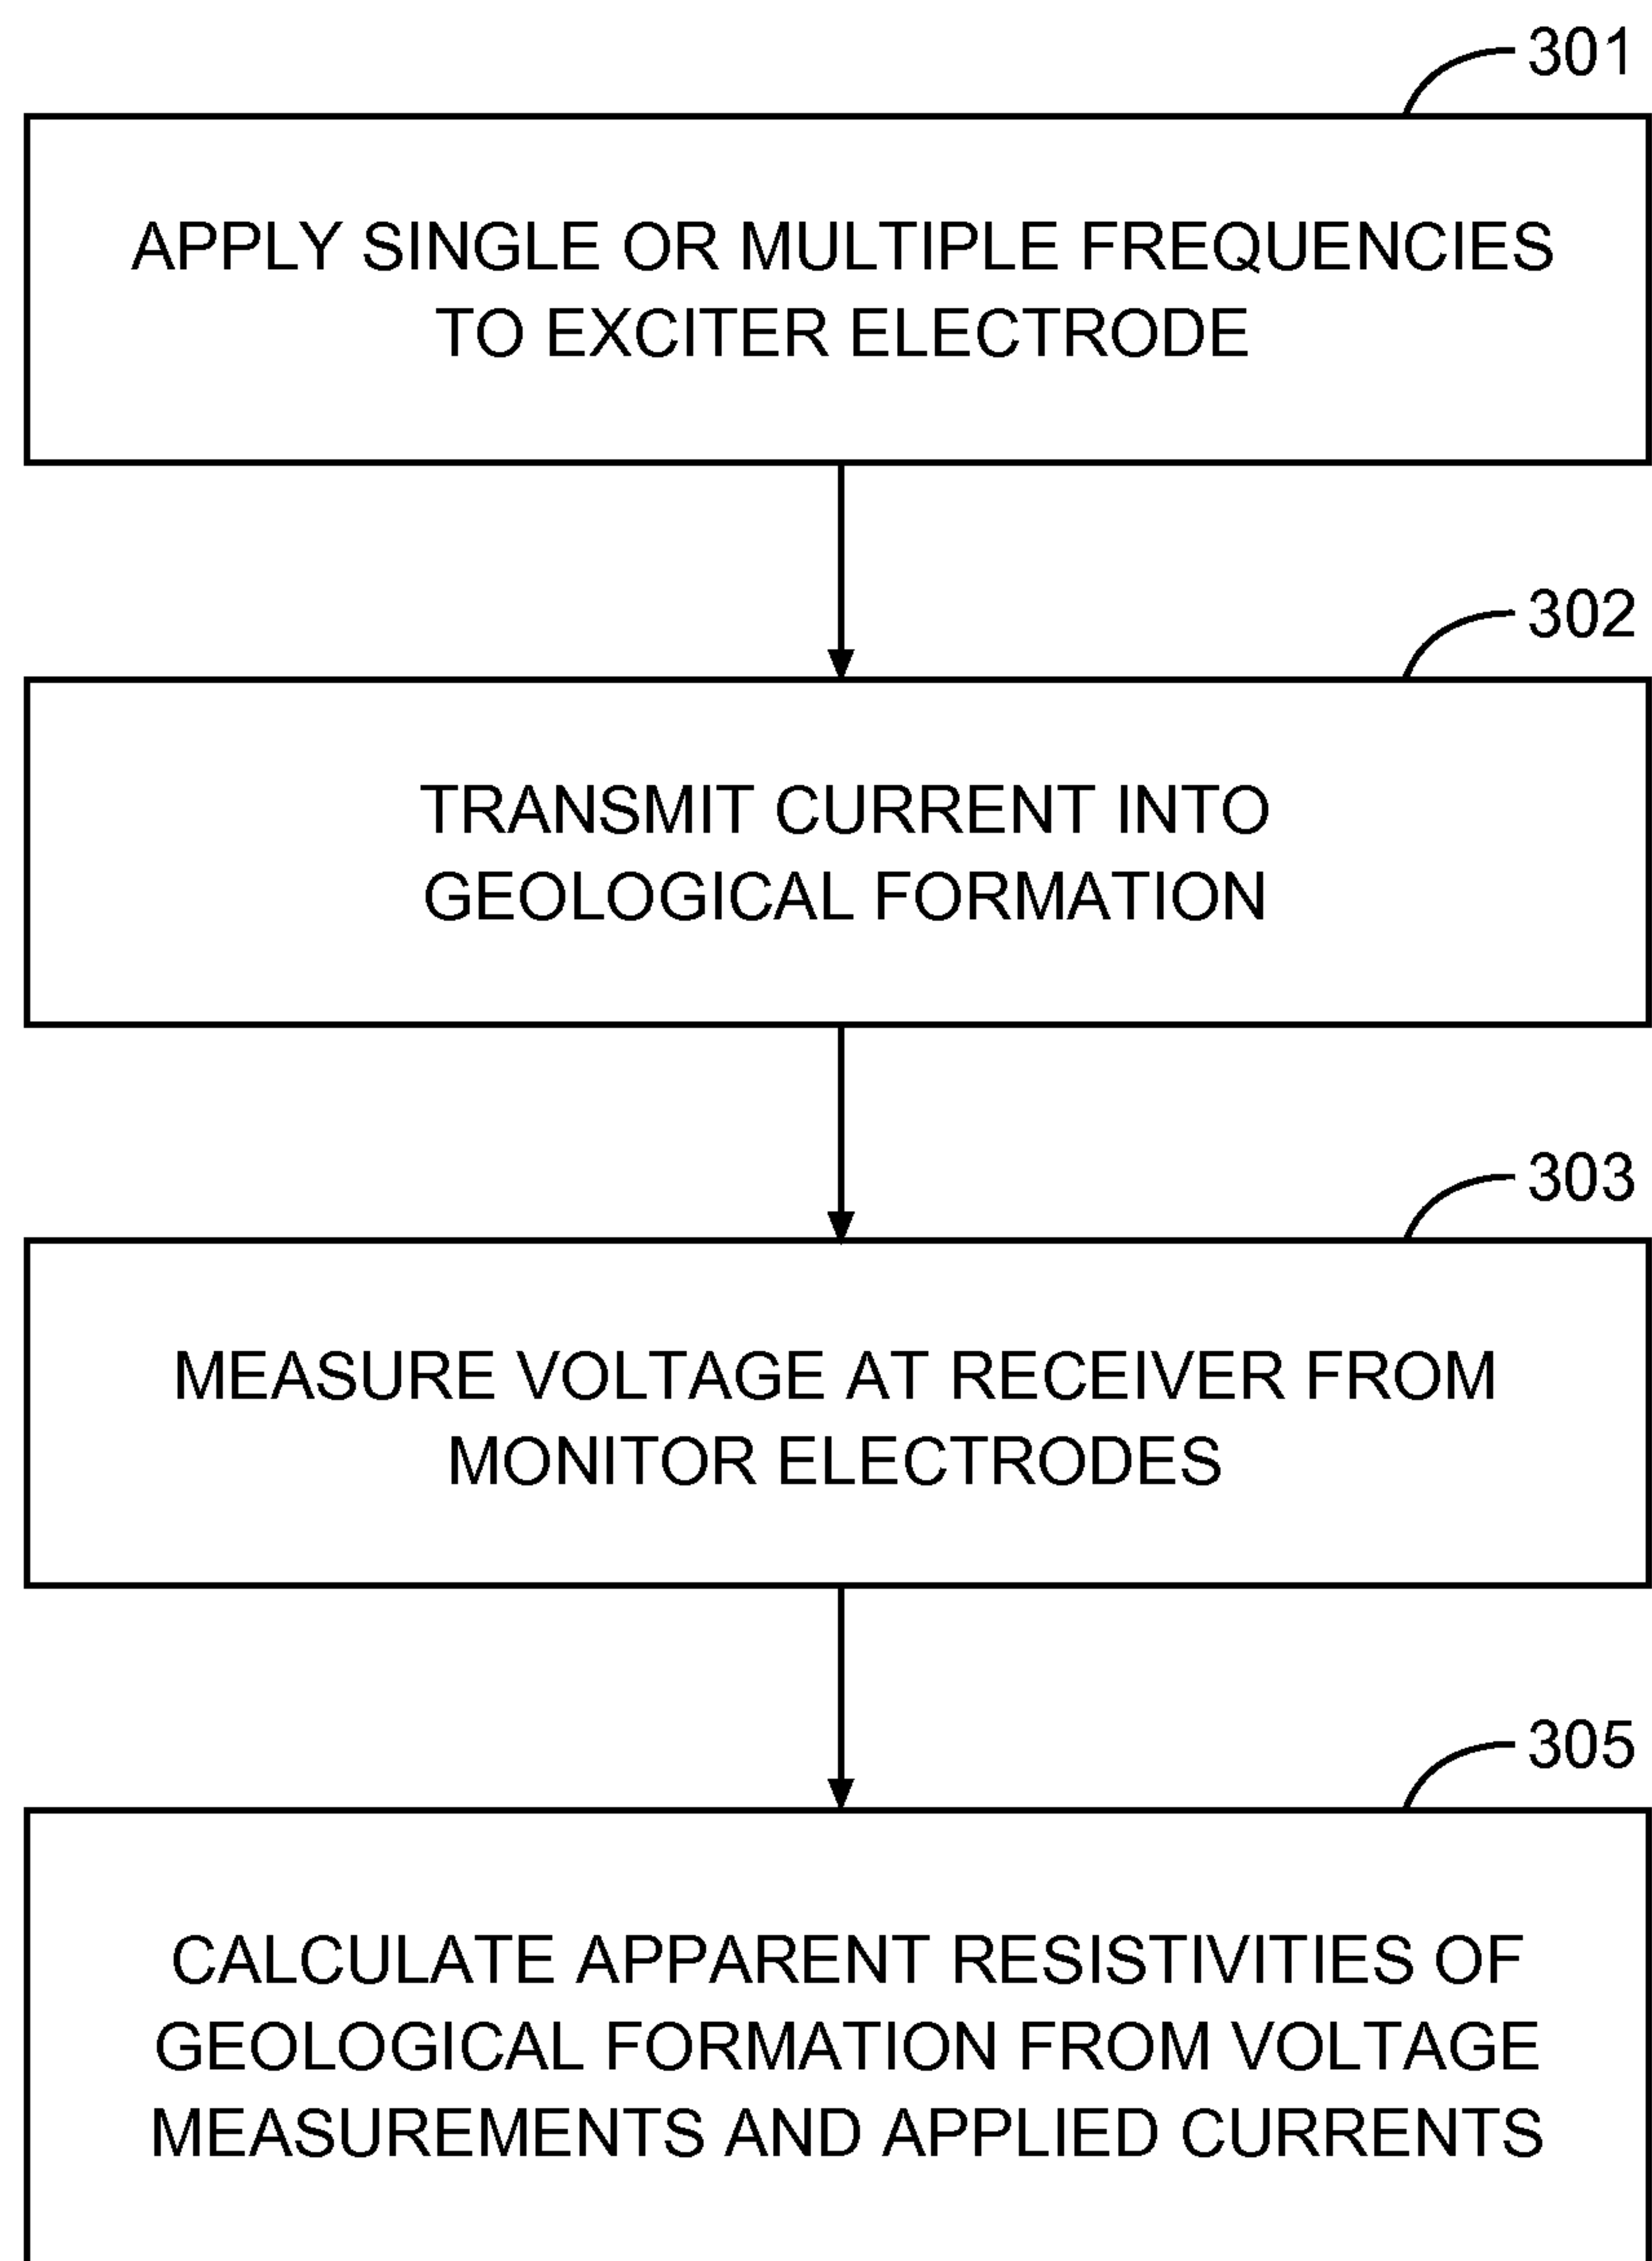 301
APPLY SINGLE OR MULTIPLE FREQUENCIES
TO EXCITER ELECTRODE
302
TRANSMIT CURRENT INTO
GEOLOGICAL FORMATION
303
MEASURE VOLTAGE AT RECEIVER FROM
MONITOR ELECTRODES
305
CALCULATE APPARENT RESISTIVITIES OF
GEOLOGICAL FORMATION FROM VOLTAGE
MEASUREMENTS AND APPLIED CURRENTS